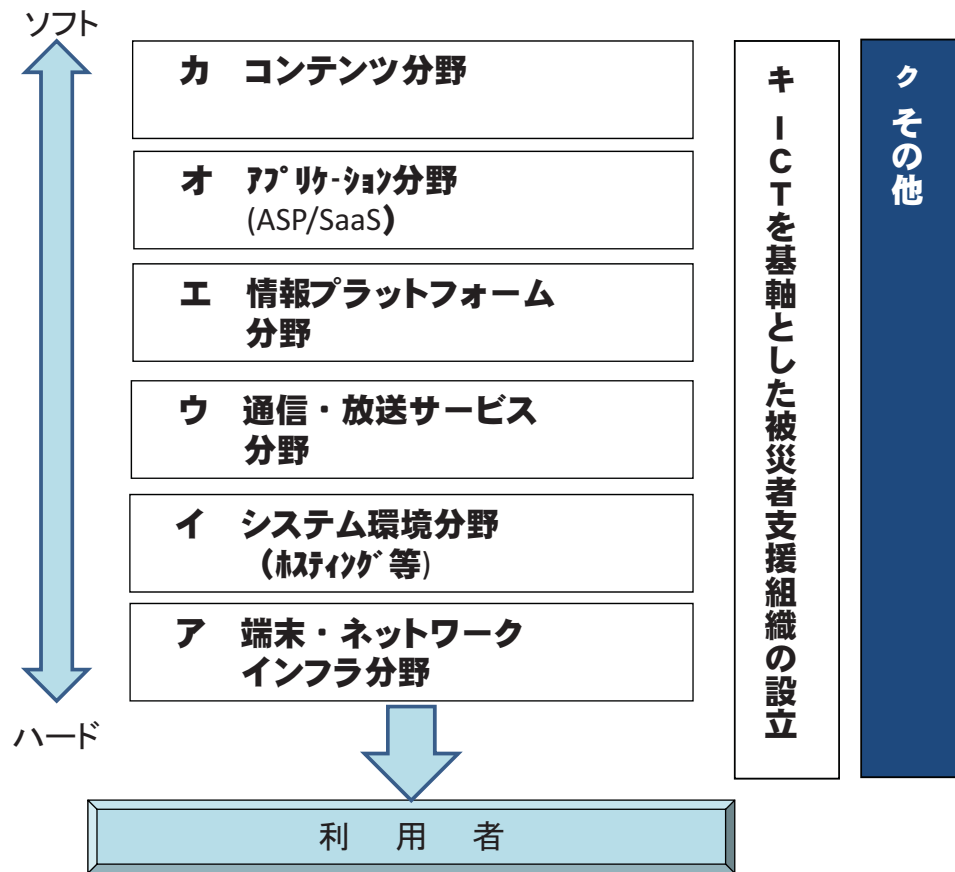 ソフト
カ コンテンツ分野
オ アプリケ-ション分野
(ASP/SaaS)
エ 情報プラットフォーム
分野
ウ 通信・放送サービス
分野
イ システム環境分野
(ホスティング等)
ア 端末・ネットワーク
インフラ分野
ハード
利 用 者
キ ICTを基軸とした被災者支援組織の設立
ク その他